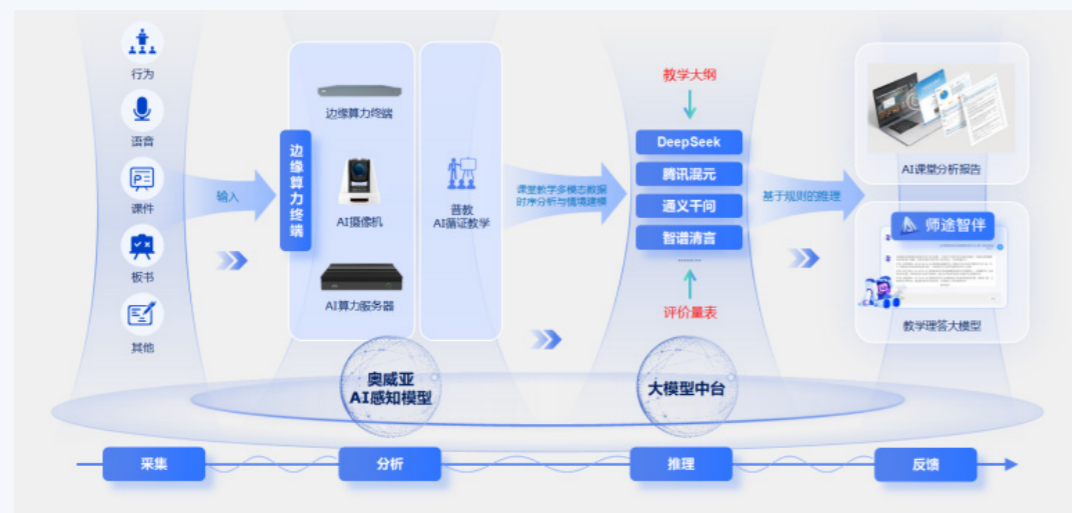 行为
语音
课件
板书
其他
输入
边缘算力终端
边缘算力终端
AI摄像机
AI算力服务器
普教
AI循证教学
奥威亚
AI感知模型
课堂教学多模态数据
时序分析与情境建模
教学大纲
DeepSeek
腾讯混元
通义千问
智谱清言
...........
评价量表
大模型中台
基于规则的推理
AI课堂分析报告
师途智伴
教学理答大模型
采集
分析
推理
反馈